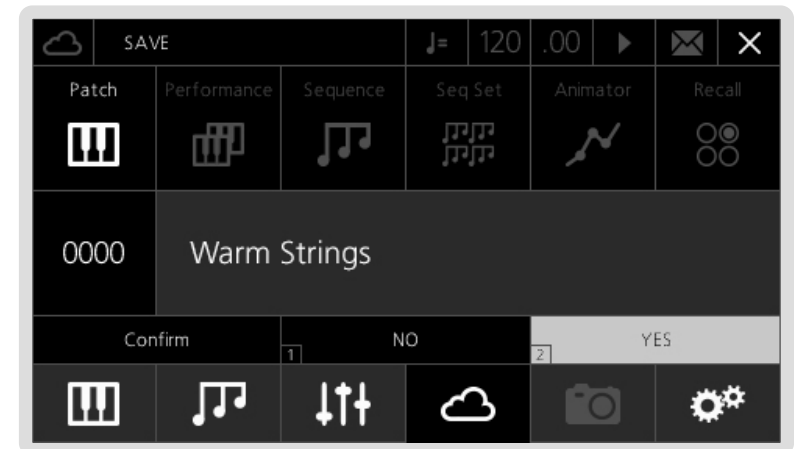 SAVE 120 .00
Patch Performance Sequence Seq Set Animator Recall
0000 Warm Strings
Confirm 1 NO 2 YES